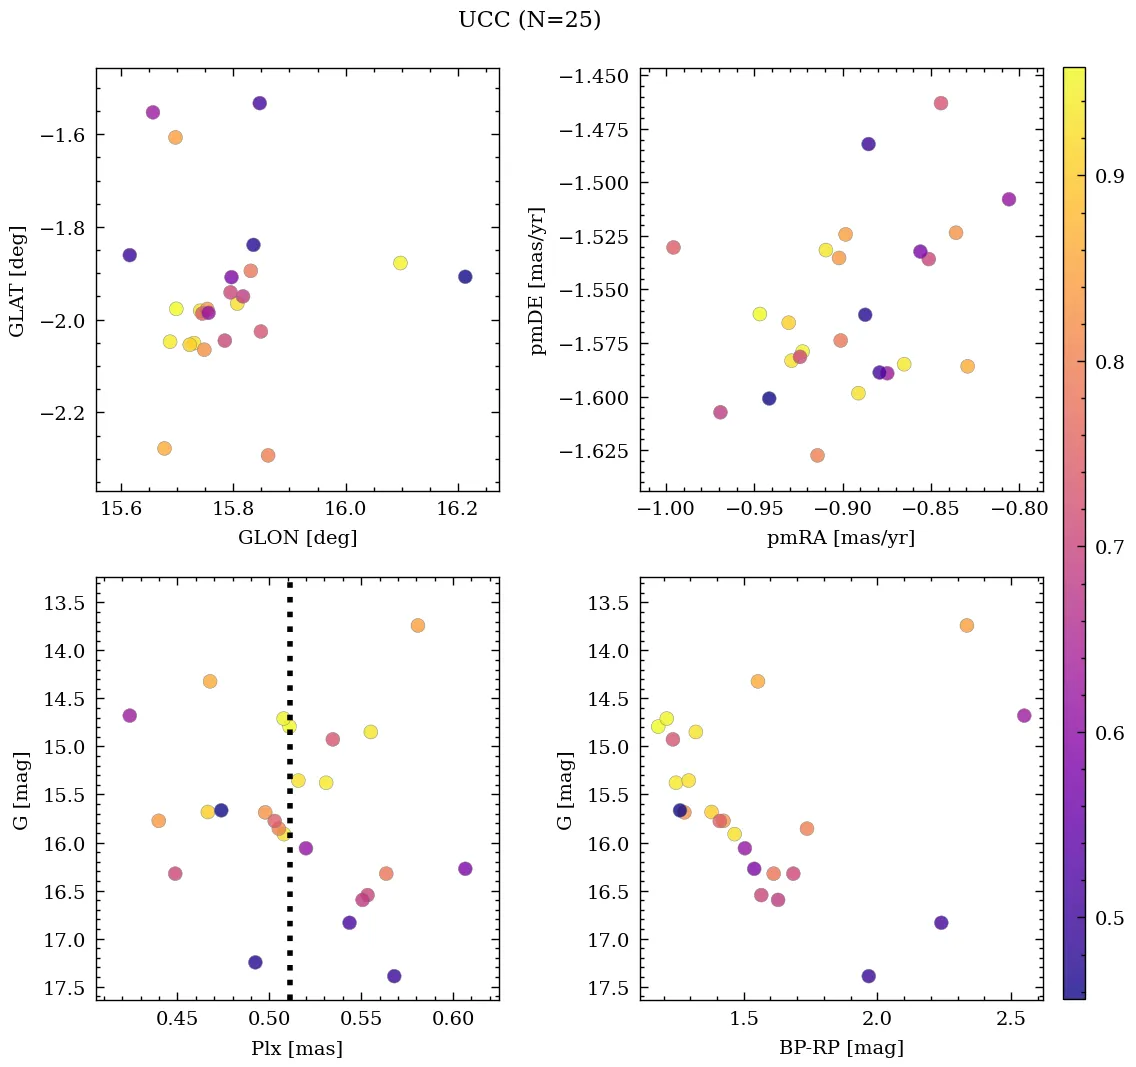 UCC (N=25)
−1.6
−1.8
−2.0
−2.2
GLAT [deg]
15.6 15.8 16.0 16.2
GLON [deg]
−1.450
−1.475
−1.500
−1.525
−1.550
−1.575
−1.600
−1.625
pmDE [mas/yr]
−1.00 −0.95 −0.90 −0.85 −0.80
pmRA [mas/yr]
0.9
0.8
0.7
0.6
0.5
13.5
14.0
14.5
15.0
15.5
16.0
16.5
17.0
17.5
G [mag]
0.45 0.50 0.55 0.60
Plx [mas]
13.5
14.0
14.5
15.0
15.5
16.0
16.5
17.0
17.5
G [mag]
1.5 2.0 2.5
BP-RP [mag]